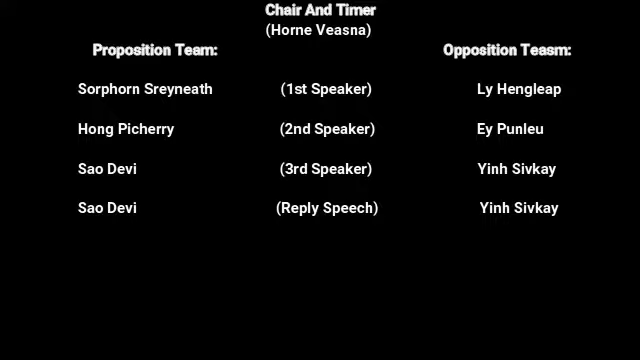 Chair And Timer
(Horne Veasna)
Proposition Team: Opposition Teasm:
Sorphorn Sreyneath (1st Speaker) Ly Hengleap
Hong Picherry (2nd Speaker) Ey Punleu
Sao Devi (3rd Speaker) Yinh Sivkay
Sao Devi (Reply Speech) Yinh Sivkay